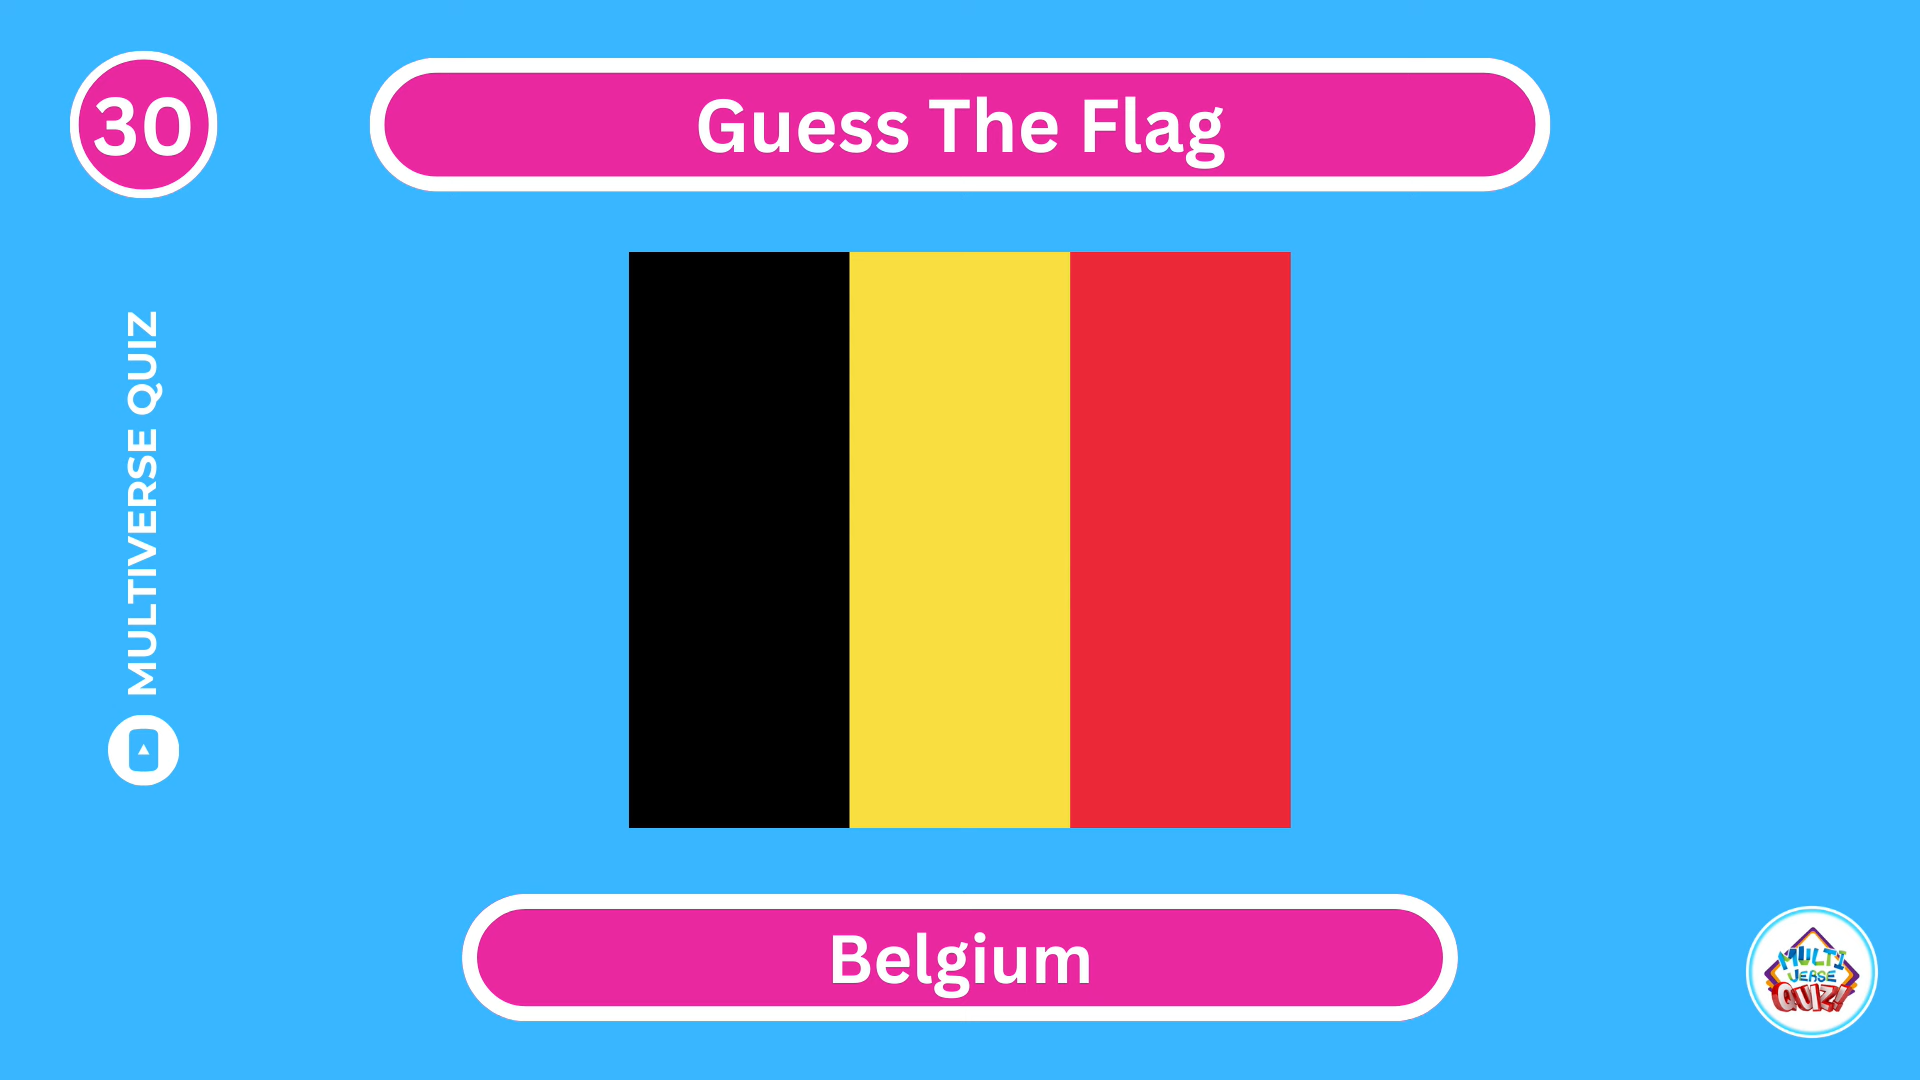 30
Guess The Flag
MULTIVERSE QUIZ
Belgium
MULTI
VERSE
QUIZ!